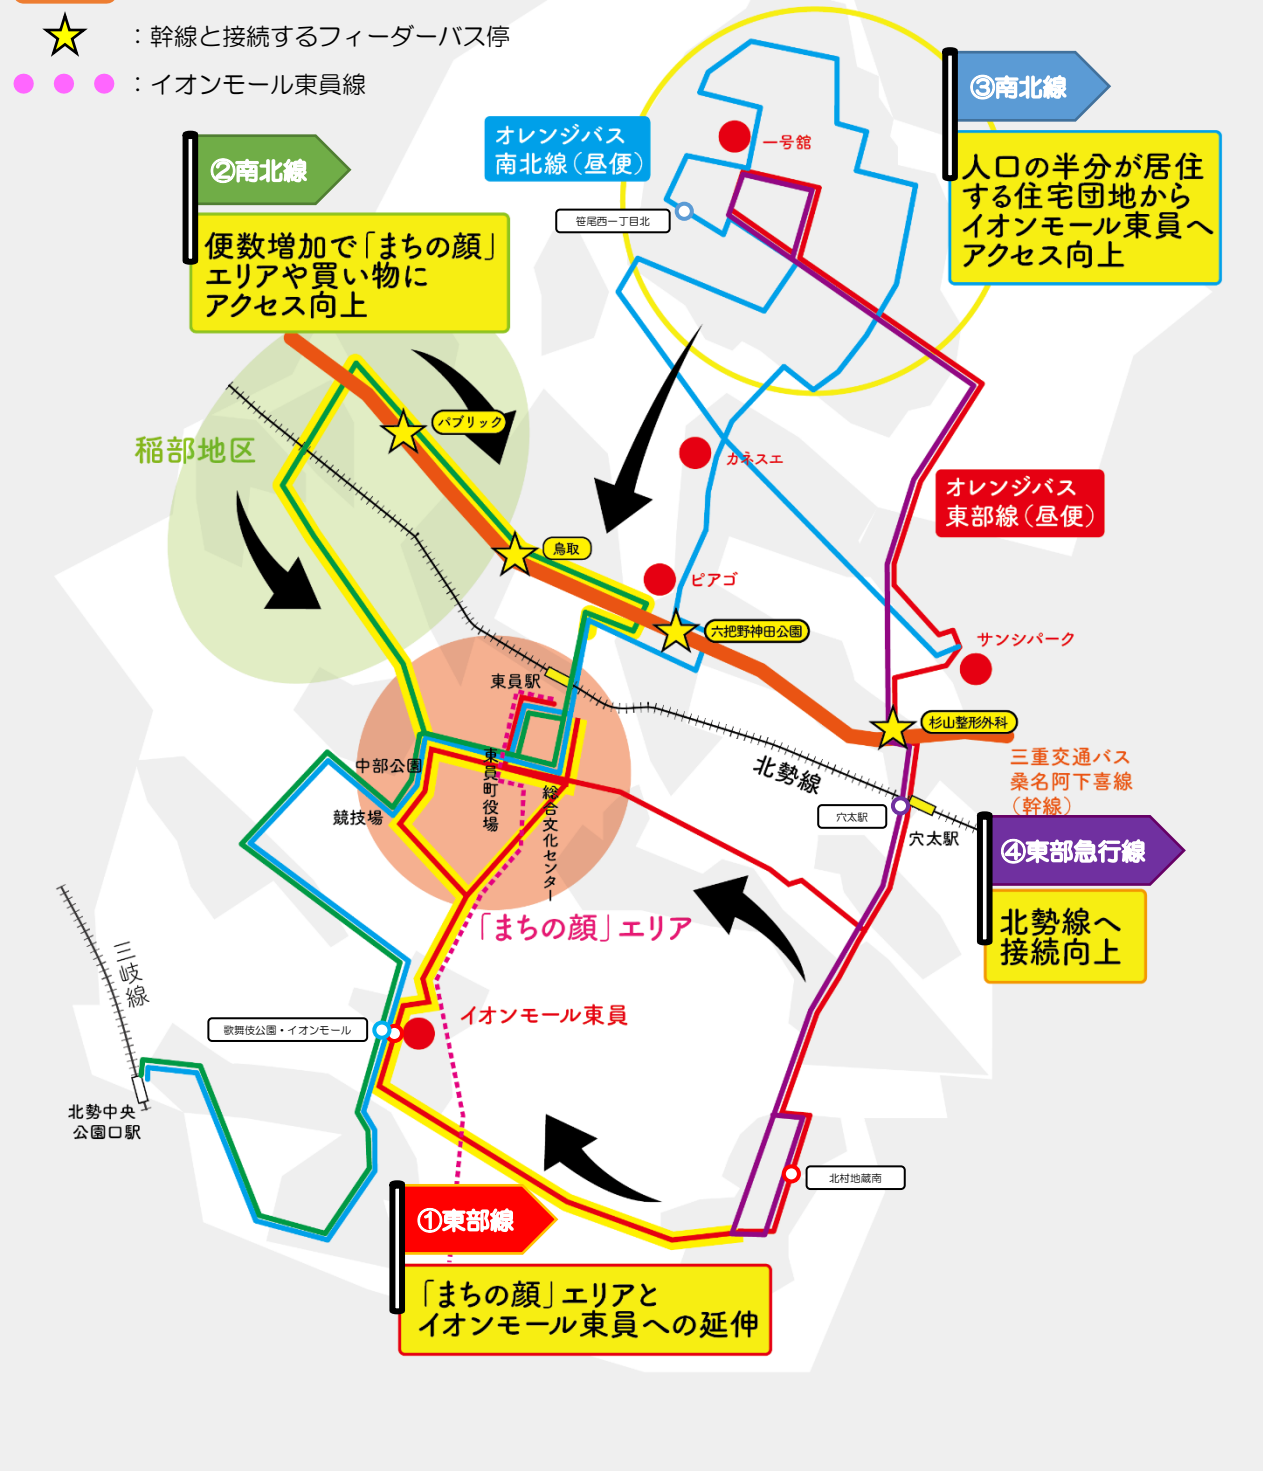 ：幹線と接続するフィーダーバス停
：イオンモール東員線
②南北線
便数増加で「まちの顔」
エリアや買い物に
アクセス向上
オレンジバス
南北線（昼便）
一号館
笹尾西一丁目北
③南北線
人口の半分が居住
する住宅団地から
イオンモール東員へ
アクセス向上
稲部地区
パブリック
カネスエ
オレンジバス
東部線（昼便）
鳥取
ピアゴ
六把野神田公園
サンシパーク
東員駅
杉山整形外科
中部公園
東員町役場
北勢線
三重交通バス
桑名阿下喜線
（幹線）
競技場
総合文化センター
穴太駅
穴太駅
④東部急行線
北勢線へ
接続向上
「まちの顔」エリア
三岐線
イオンモール東員
歌舞伎公園・イオンモール
北勢中央
公園口駅
北村地蔵南
①東部線
「まちの顔」エリアと
イオンモール東員への延伸